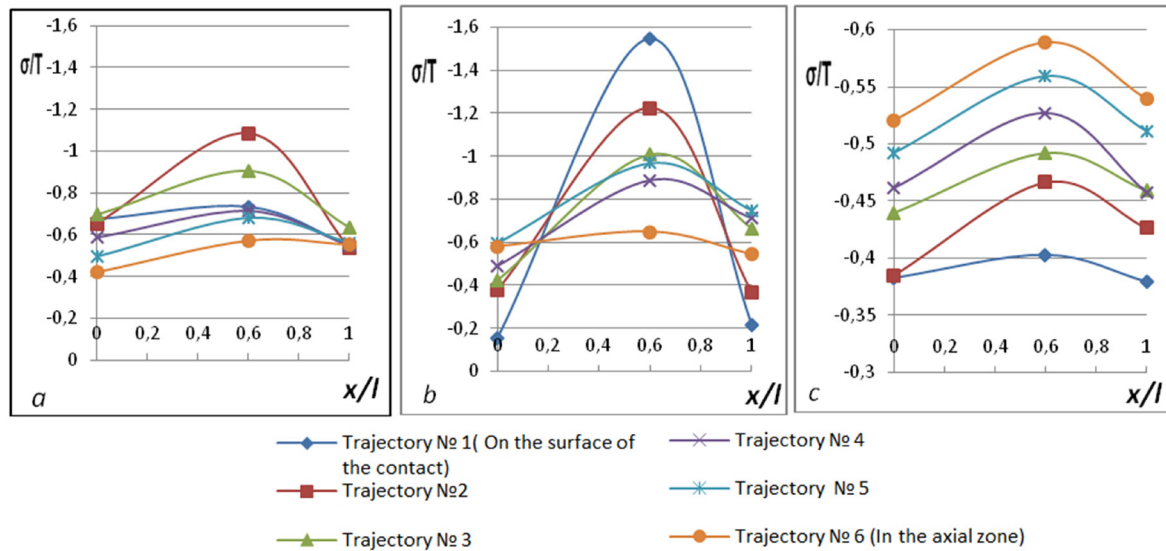 -1,6
σ/T
-1,4
-1,2
-1
-0,8
-0,6
-0,4
-0,2
0
0 0,2 0,4 0,6 0,8 1
a
x/l
-1,6
σ/T
-1,4
-1,2
-1
-0,8
-0,6
-0,4
-0,2
0
0 0,2 0,4 0,6 0,8 1
b
x/l
-0,6
σ/T
-0,55
-0,5
-0,45
-0,4
-0,35
-0,3
0 0,2 0,4 0,6 0,8 1
c
x/l
Trajectory № 1( On the surface of
the contact)
Trajectory №2
Trajectory № 3
Trajectory № 4
Trajectory № 5
Trajectory № 6 (In the axial zone)